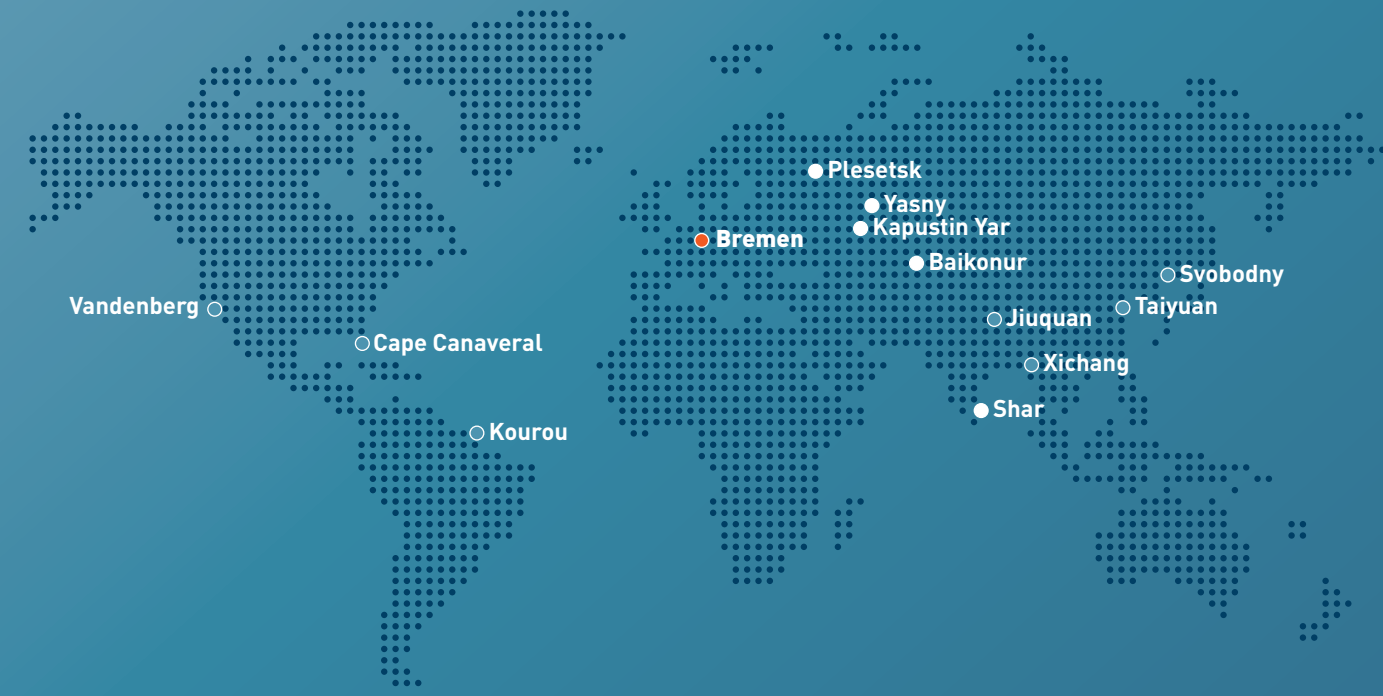 Plesetsk
Yasny
Kapustin Yar
Bremen
Baikonur
Svobodny
Vandenberg
Taiyuan
Jiuquan
Cape Canaveral
Xichang
Shar
Kourou